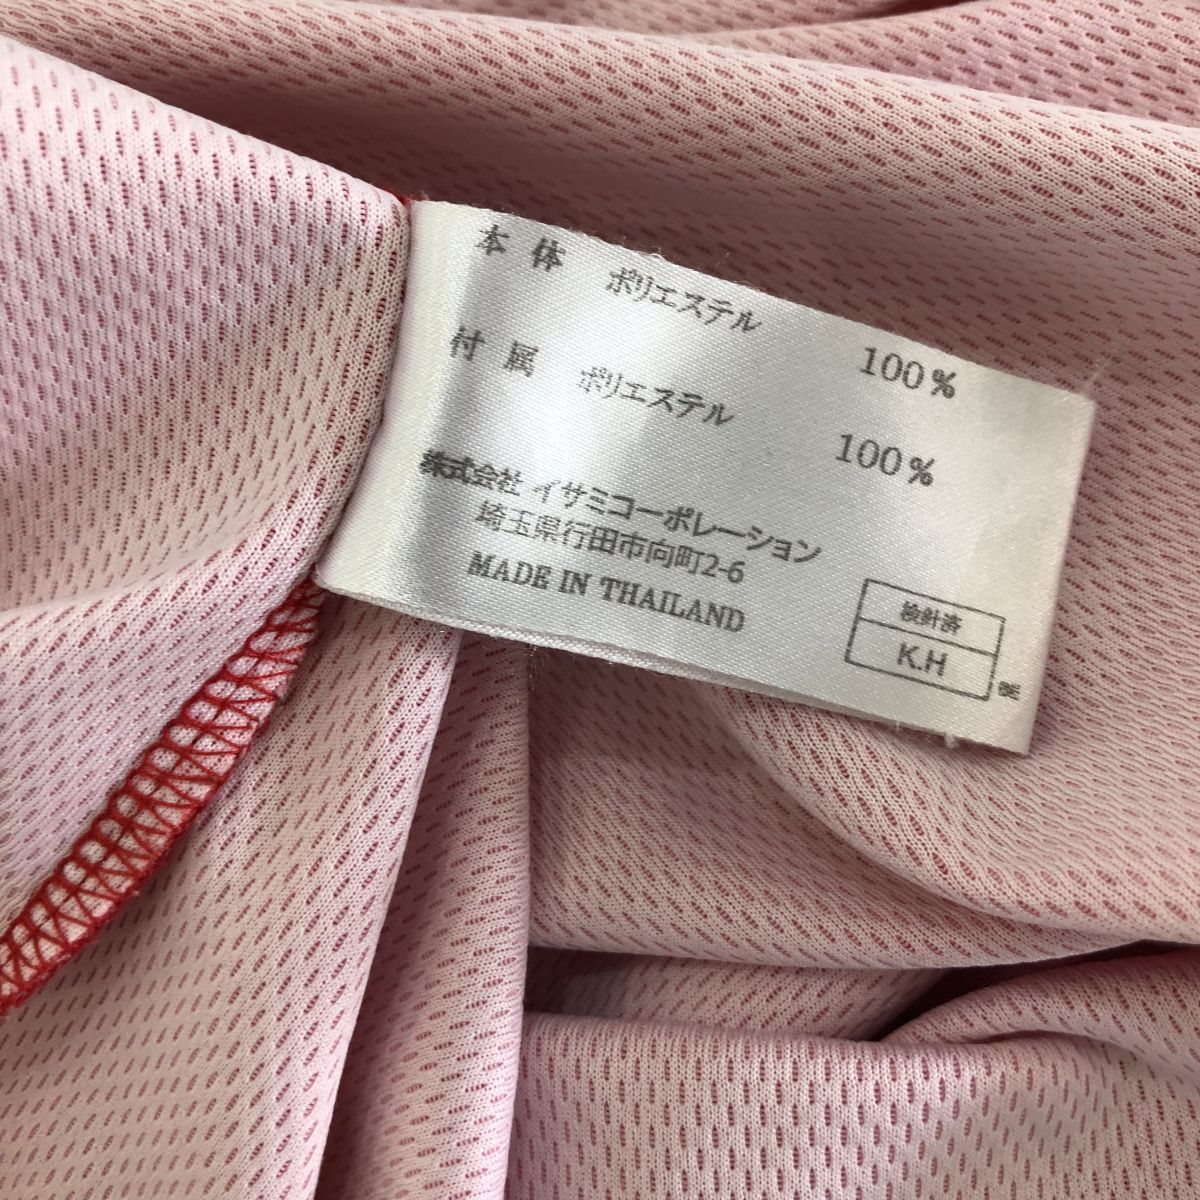 本体 ポリエステル 100%
付属 ポリエステル 100%
株式会社 イサミコーポレーション
埼玉県行田市向町2-6
MADE IN THAILAND
検針済
K.H